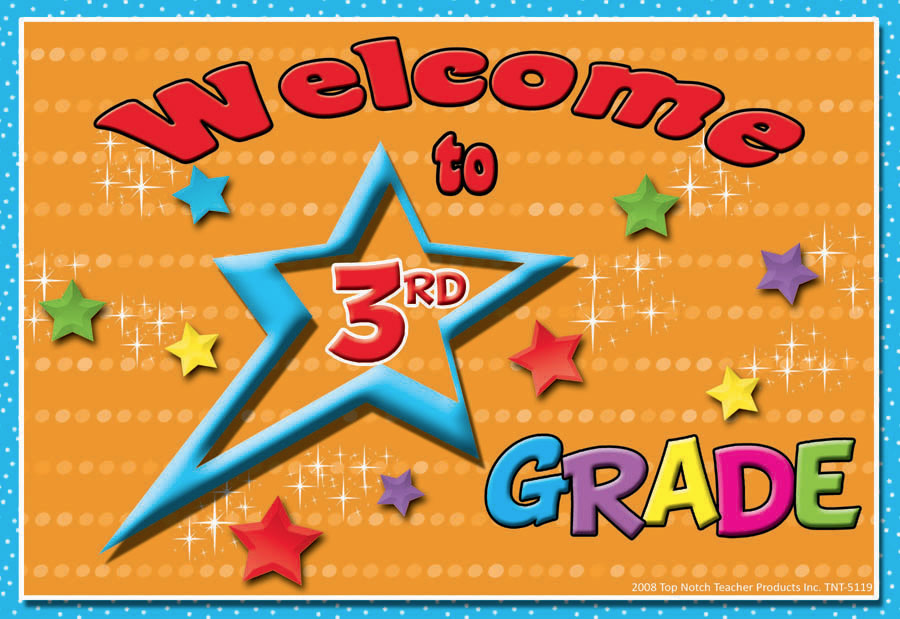 Welcome
to
3RD
GRADE
2008 Top Notch Teacher Products Inc. TNT-5119